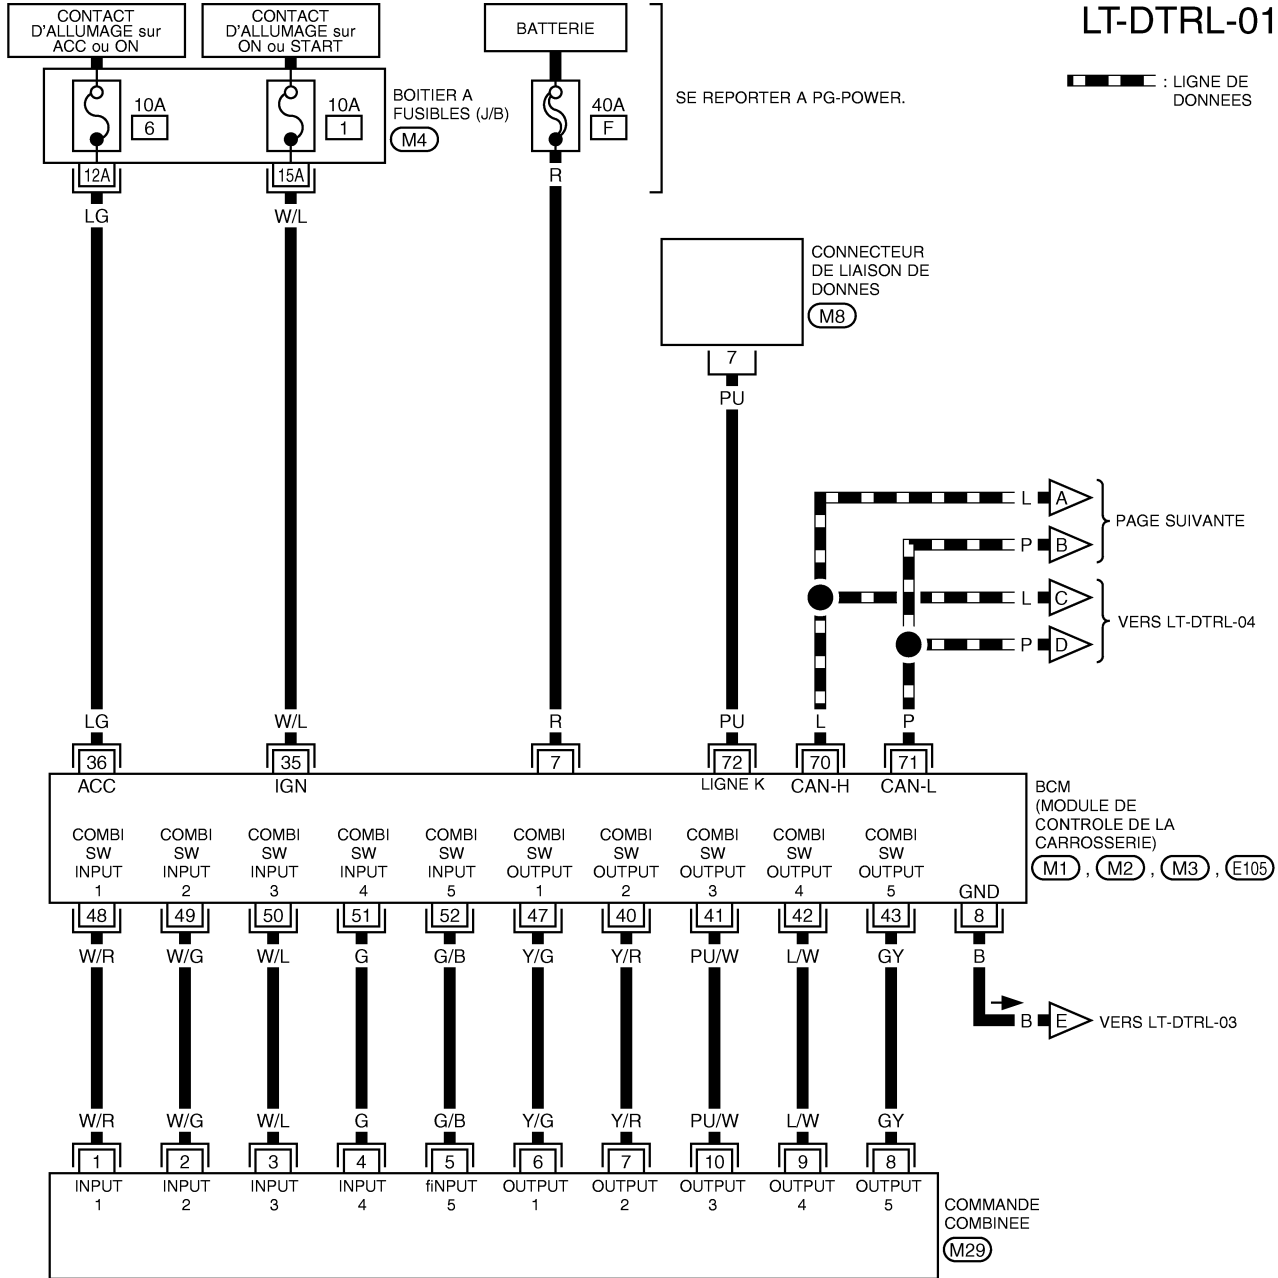 LT-DTRL-01
CONTACT
D'ALLUMAGE sur
ACC ou ON
CONTACT
D'ALLUMAGE sur
ON ou START
BATTERIE
: LIGNE DE
DONNEES
10A
6
10A
1
BOITIER A
FUSIBLES (J/B)
M4
40A
F
SE REPORTER A PG-POWER.
12A
15A
R
LG
W/L
CONNECTEUR
DE LIAISON DE
DONNES
M8
7
PU
L A
P B
PAGE SUIVANTE
L C
P D
VERS LT-DTRL-04
LG W/L R PU L P
36 35 7 72 70 71
ACC IGN LIGNE K CAN-H CAN-L
BCM
(MODULE DE
CONTROLE DE LA
CARROSSERIE)
M1 , M2 , M3 , E105
COMBI COMBI COMBI COMBI COMBI COMBI COMBI COMBI COMBI COMBI
SW SW SW SW SW SW SW SW SW SW
INPUT INPUT INPUT INPUT INPUT OUTPUT OUTPUT OUTPUT OUTPUT OUTPUT
1 2 3 4 5 1 2 3 4 5 GND
48 49 50 51 52 47 40 41 42 43 8
W/R W/G W/L G G/B Y/G Y/R PU/W L/W GY B
B E VERS LT-DTRL-03
W/R W/G W/L G G/B Y/G Y/R PU/W L/W GY
1 2 3 4 5 6 7 10 9 8
INPUT INPUT INPUT INPUT fiNPUT OUTPUT OUTPUT OUTPUT OUTPUT OUTPUT
1 2 3 4 5 1 2 3 4 5
COMMANDE
COMBINEE
M29